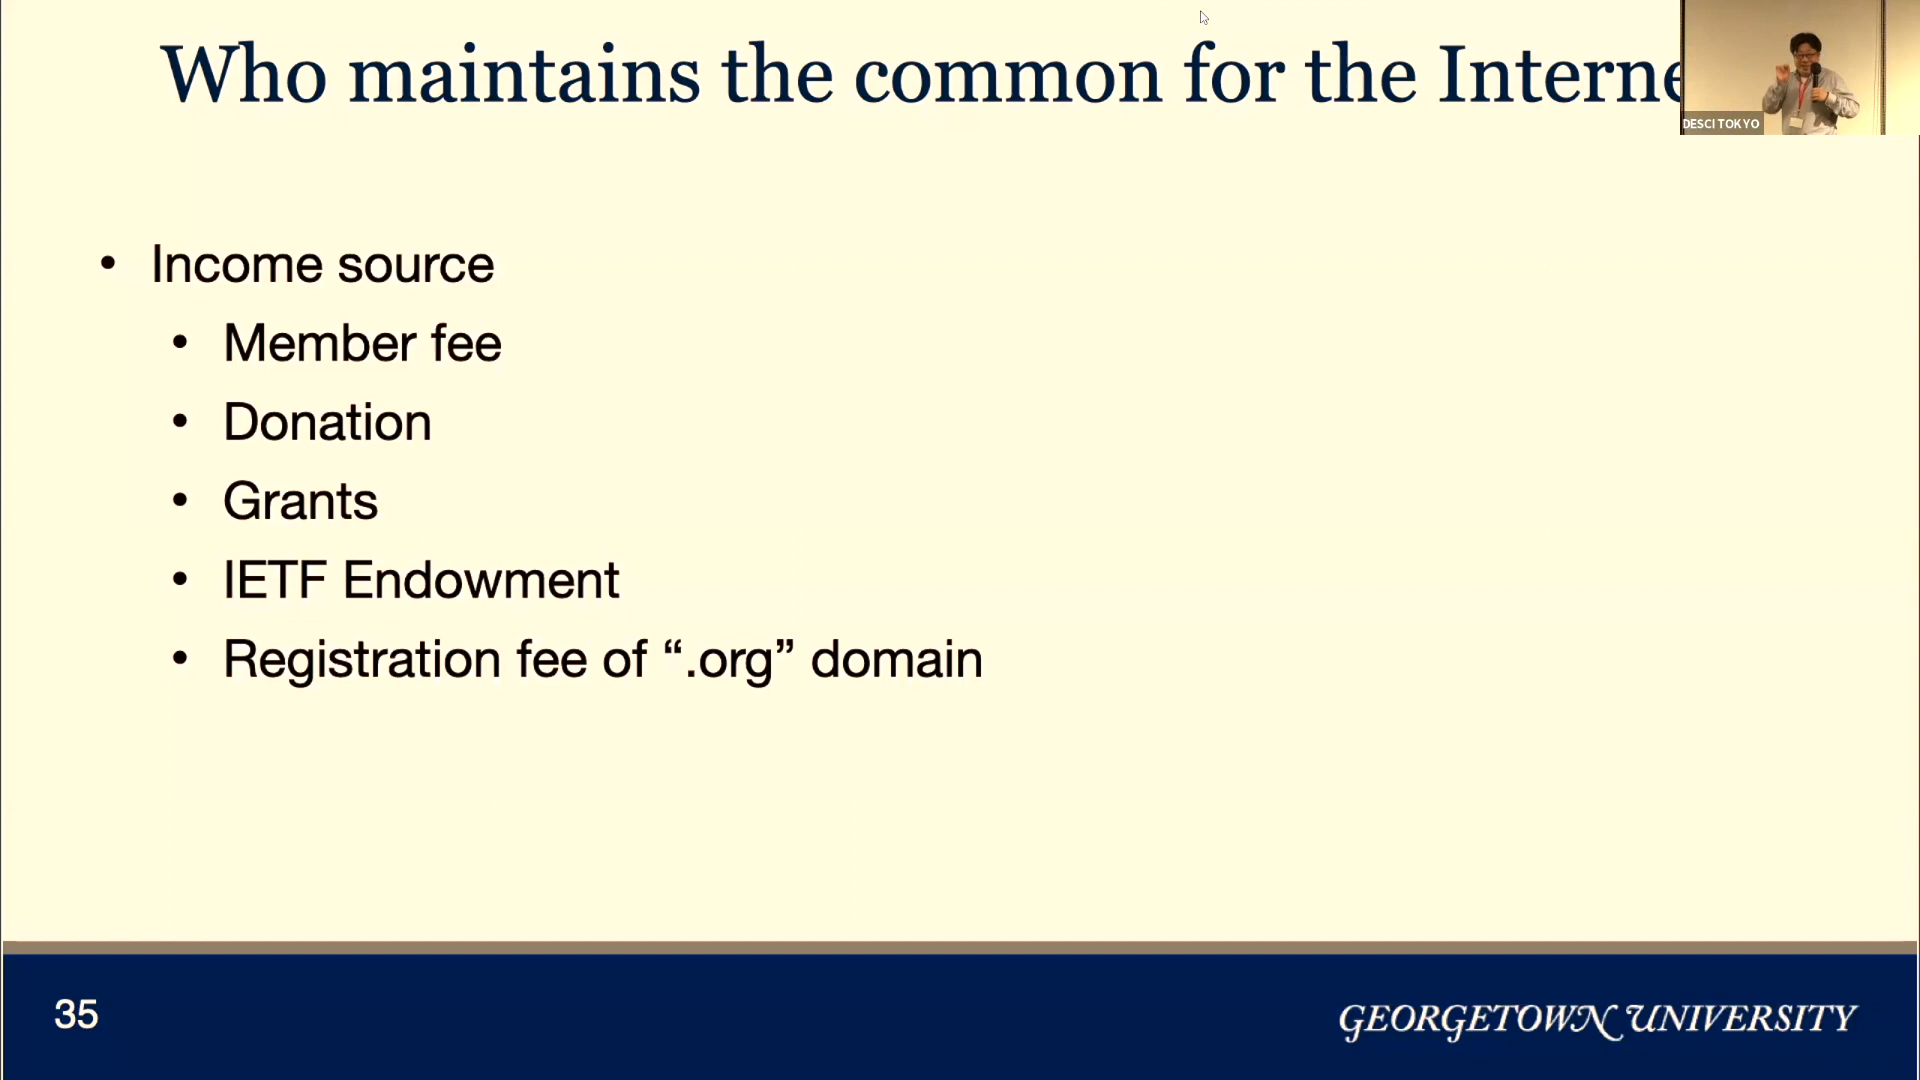 Who maintains the common for the Interne
DESCI TOKYO
• Income source
• Member fee
• Donation
• Grants
• IETF Endowment
• Registration fee of “.org” domain
35
GEORGETOWN UNIVERSITY